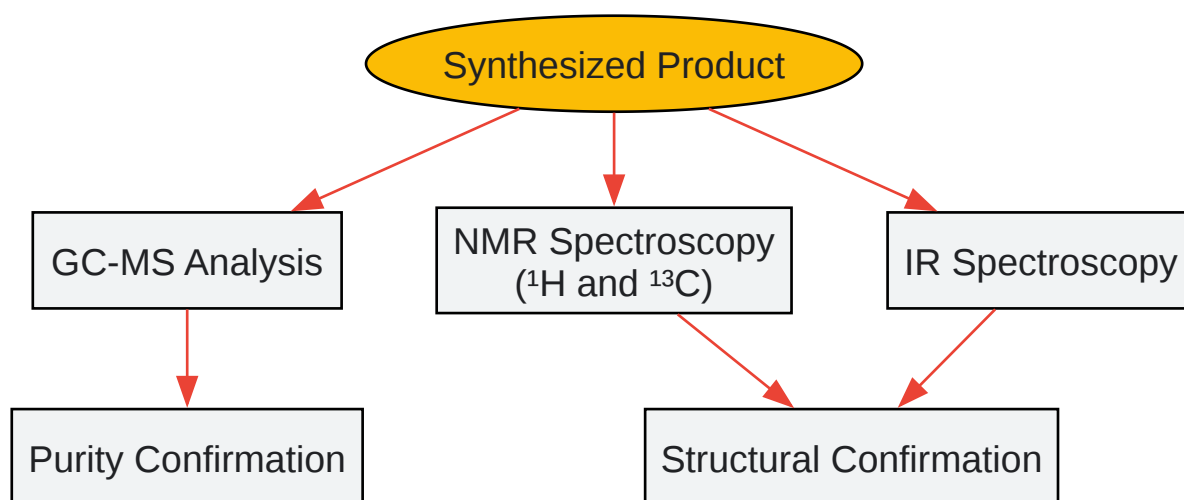 Synthesized Product
GC-MS Analysis
NMR Spectroscopy
(¹H and ¹³C)
IR Spectroscopy
Purity Confirmation
Structural Confirmation